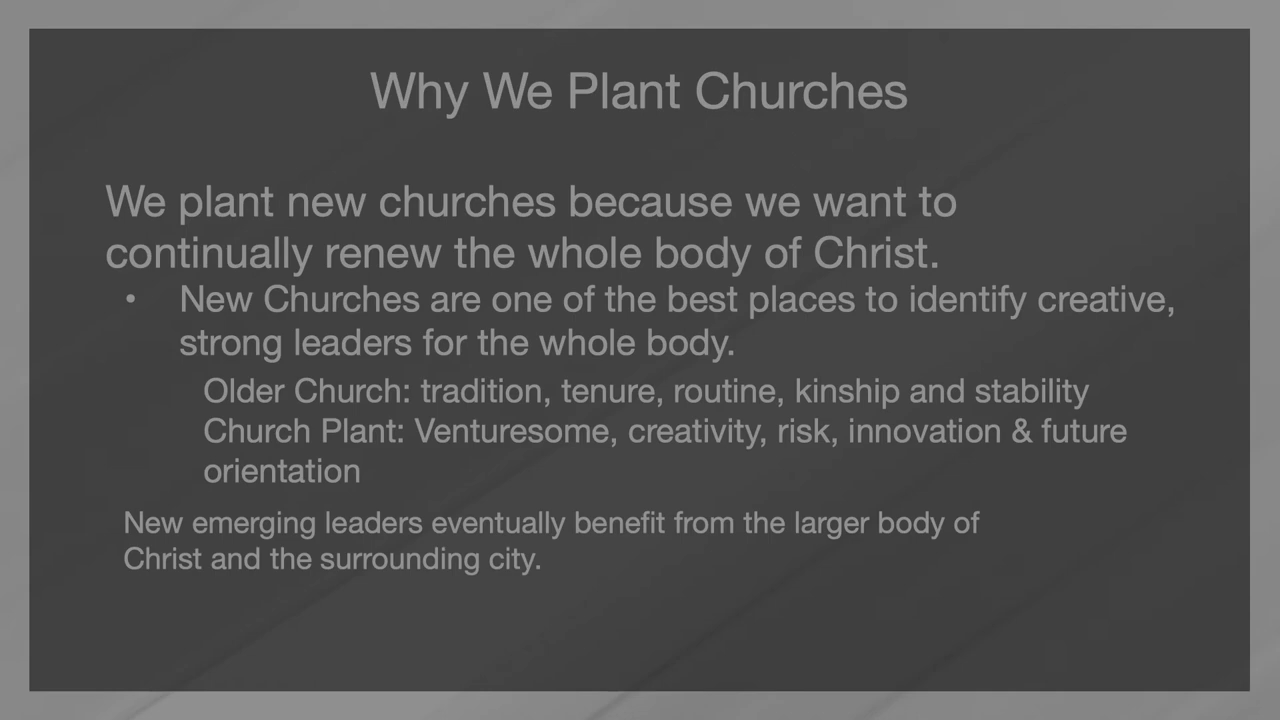 Why We Plant Churches
We plant new churches because we want to
continually renew the whole body of Christ.
• New Churches are one of the best places to identify creative,
strong leaders for the whole body.
Older Church: tradition, tenure, routine, kinship and stability
Church Plant: Venturesome, creativity, risk, innovation & future
orientation
New emerging leaders eventually benefit from the larger body of
Christ and the surrounding city.